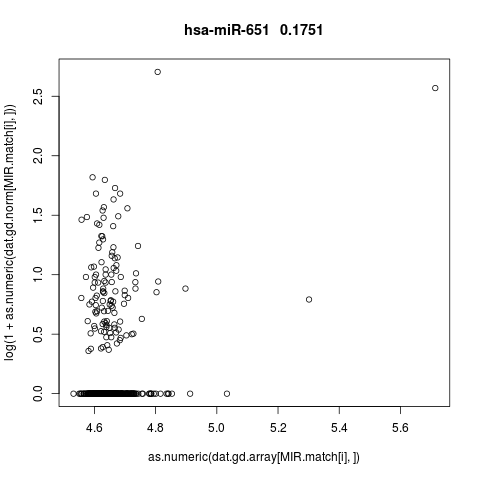 hsa-miR-651 0.1751
log(1 + as.numeric(dat.gd.norm[MIR.match[i], ]))
2.5
2.0
1.5
1.0
0.5
0.0
4.6 4.8 5.0 5.2 5.4 5.6
as.numeric(dat.gd.array[MIR.match[i], ])